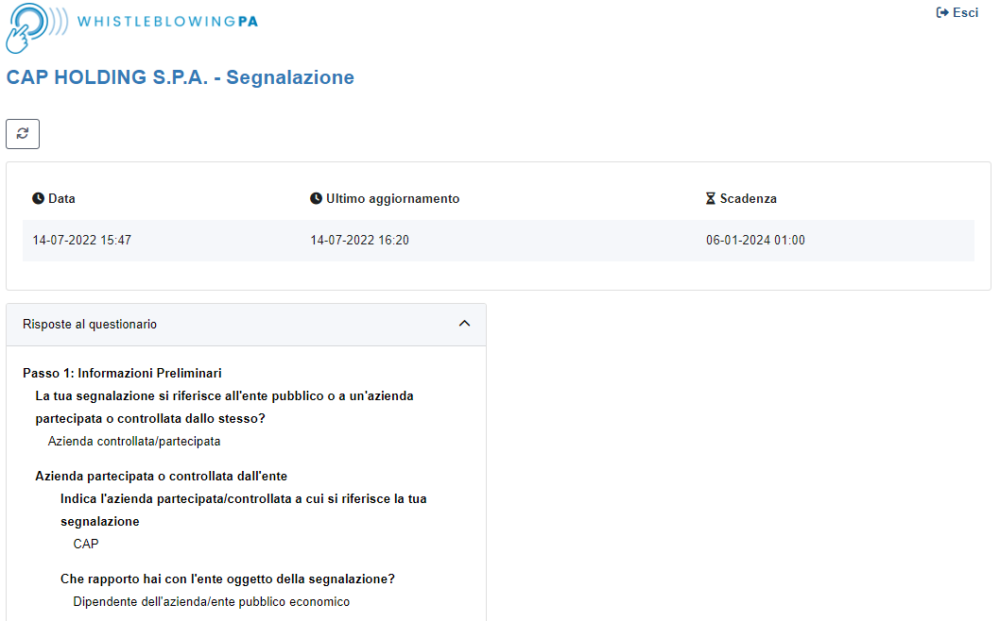 WHISTLEBLOWINGPA
Esci
CAP HOLDING S.P.A. - Segnalazione
Data
Ultimo aggiornamento
Scadenza
14-07-2022 15:47
14-07-2022 16:20
06-01-2024 01:00
Risposte al questionario
Passo 1: Informazioni Preliminari
La tua segnalazione si riferisce all'ente pubblico o a un'azienda
partecipata o controllata dallo stesso?
Azienda controllata/partecipata
Azienda partecipata o controllata dall'ente
Indica l'azienda partecipata/controllata a cui si riferisce la tua
segnalazione
CAP
Che rapporto hai con l'ente oggetto della segnalazione?
Dipendente dell'azienda/ente pubblico economico